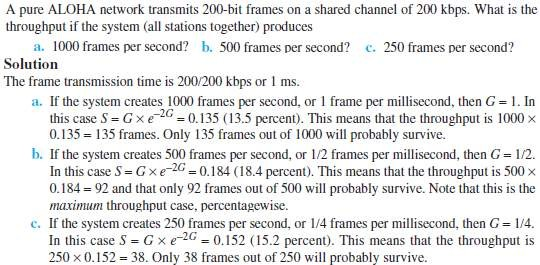 A pure ALOHA network transmits 200-bit frames on a shared channel of 200 kbps. What is the
throughput if the system (all stations together) produces
a. 1000 frames per second? b. 500 frames per second? c. 250 frames per second?
Solution
The frame transmission time is 200/200 kbps or 1 ms.
a. If the system creates 1000 frames per second, or 1 frame per millisecond, then G = 1. In
this case S = G × e⁻²ᴳ = 0.135 (13.5 percent). This means that the throughput is 1000 ×
0.135 = 135 frames. Only 135 frames out of 1000 will probably survive.
b. If the system creates 500 frames per second, or 1/2 frames per millisecond, then G = 1/2.
In this case S = G × e⁻²ᴳ = 0.184 (18.4 percent). This means that the throughput is 500 ×
0.184 = 92 and that only 92 frames out of 500 will probably survive. Note that this is the
maximum throughput case, percentagewise.
c. If the system creates 250 frames per second, or 1/4 frames per millisecond, then G = 1/4.
In this case S = G × e⁻²ᴳ = 0.152 (15.2 percent). This means that the throughput is
250 × 0.152 = 38. Only 38 frames out of 250 will probably survive.